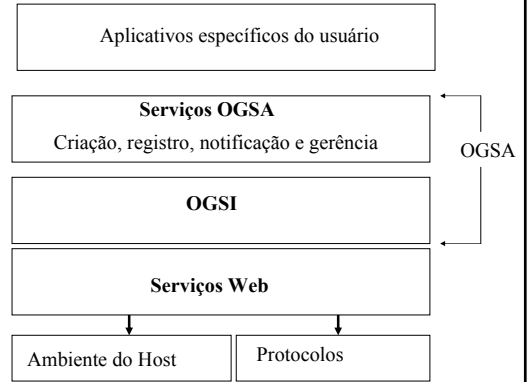 Aplicativos específicos do usuário
Serviços OGSA
Criação, registro, notificação e gerência
OGSA
OGSI
Serviços Web
Ambiente do Host
Protocolos